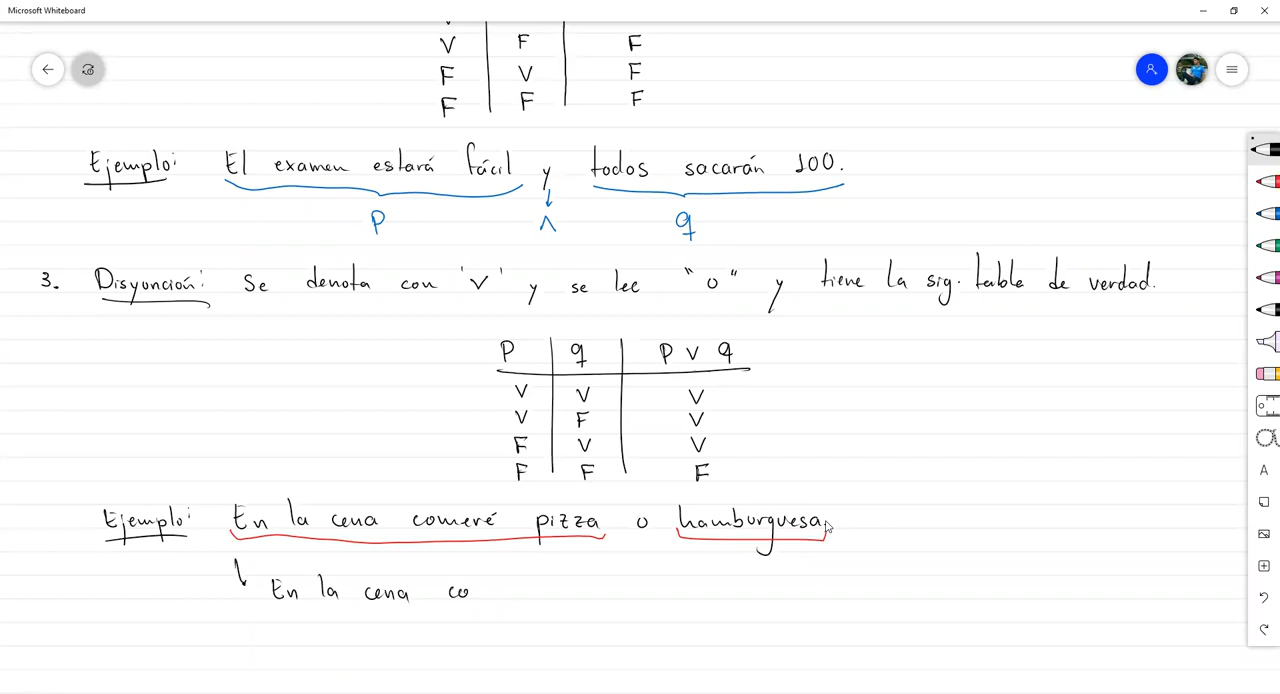 Microsoft Whiteboard
V F F
F V F
F F F
Ejemplo: El examen estará fácil y todos sacarán 100.
p ∧ q
3. Disyunción: Se denota con 'v' y se lee "o" y tiene la sig. tabla de verdad.
p q p v q
V V V
V F V
F V V
F F F
Ejemplo: En la cena comeré pizza o hamburguesa
En la cena co